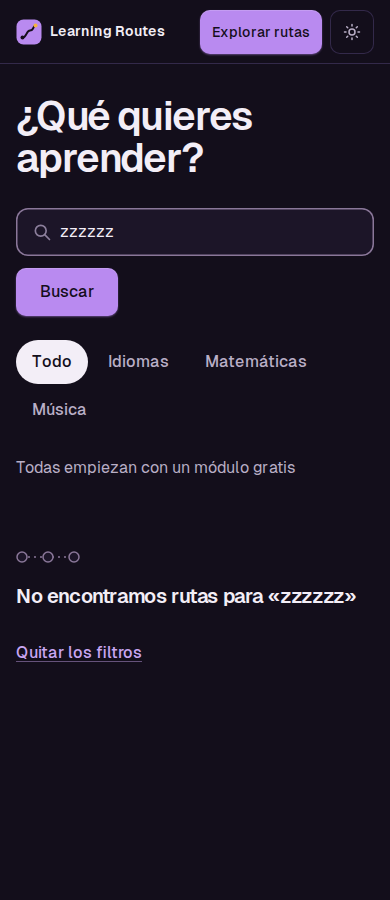 Learning Routes
Explorar rutas
¿Qué quieres
aprender?
zzzzzz
Buscar
Todo
Idiomas
Matemáticas
Música
Todas empiezan con un módulo gratis
No encontramos rutas para «zzzzzz»
Quitar los filtros